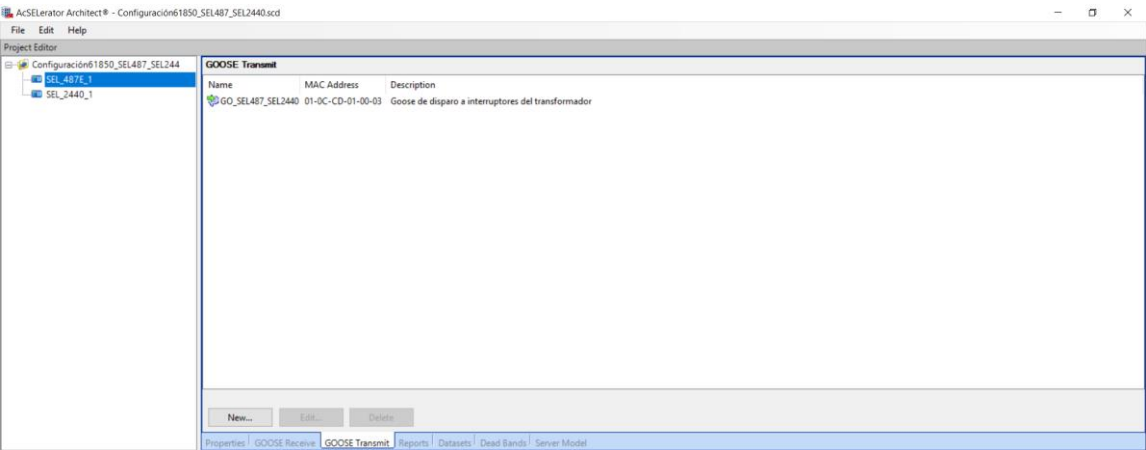 AcSELerator Architect® - Configuración61850_SEL487_SEL2440.scd
File Edit Help
Project Editor
Configuración61850_SEL487_SEL244
SEL_487E_1
SEL_2440_1
GOOSE Transmit
Name MAC Address Description
GO_SEL487_SEL2440 01-0C-CD-01-00-03 Goose de disparo a interruptores del transformador
New... Edit... Delete
Properties GOOSE Receive GOOSE Transmit Reports Datasets Dead Bands Server Model